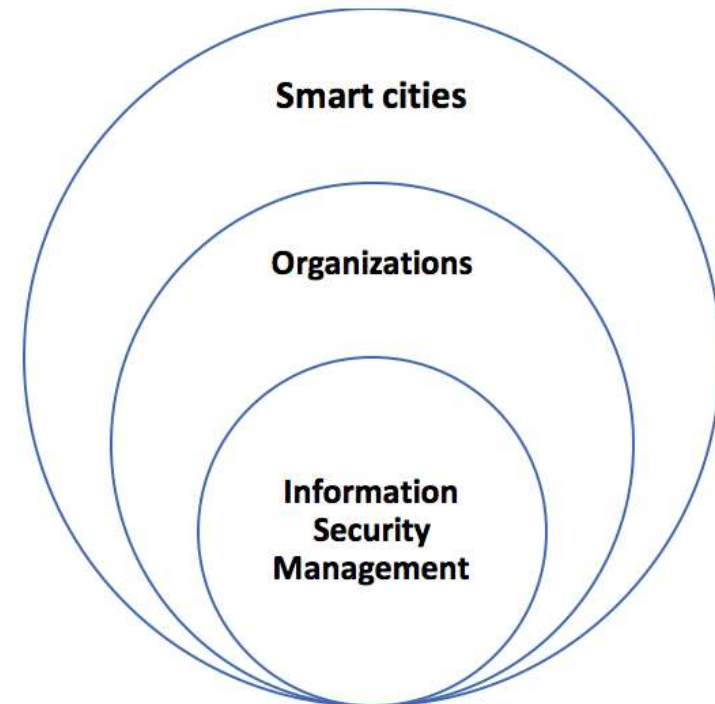 Smart cities
Organizations
Information
Security
Management